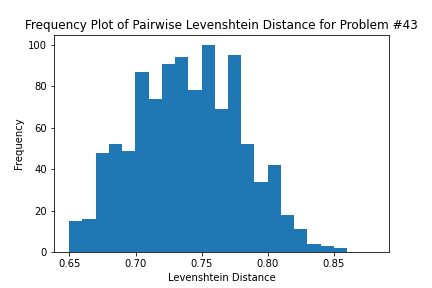 Frequency Plot of Pairwise Levenshtein Distance for Problem #43
100
80
60
40
20
0
Frequency
0.65 0.70 0.75 0.80 0.85
Levenshtein Distance